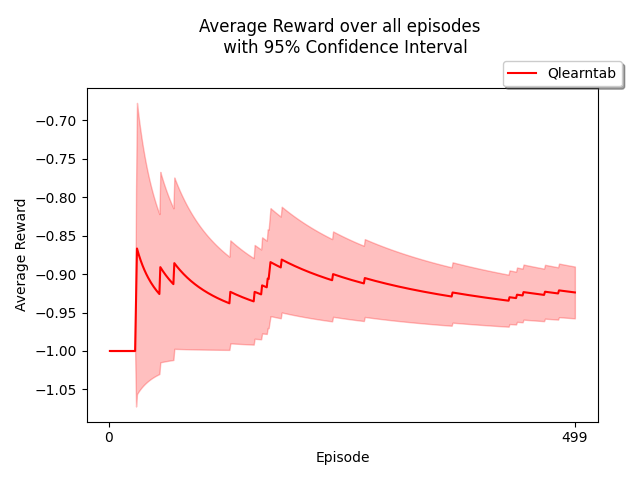 Average Reward over all episodes
with 95% Confidence Interval
Qlearntab
−0.70
−0.75
−0.80
−0.85
−0.90
−0.95
−1.00
−1.05
Average Reward
0
499
Episode